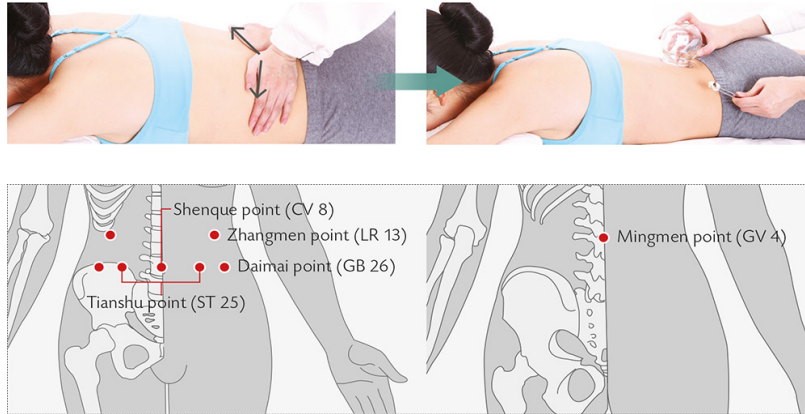 Shenque point (CV 8)
Zhangmen point (LR 13)
Daimai point (GB 26)
Tianshu point (ST 25)
Mingmen point (GV 4)